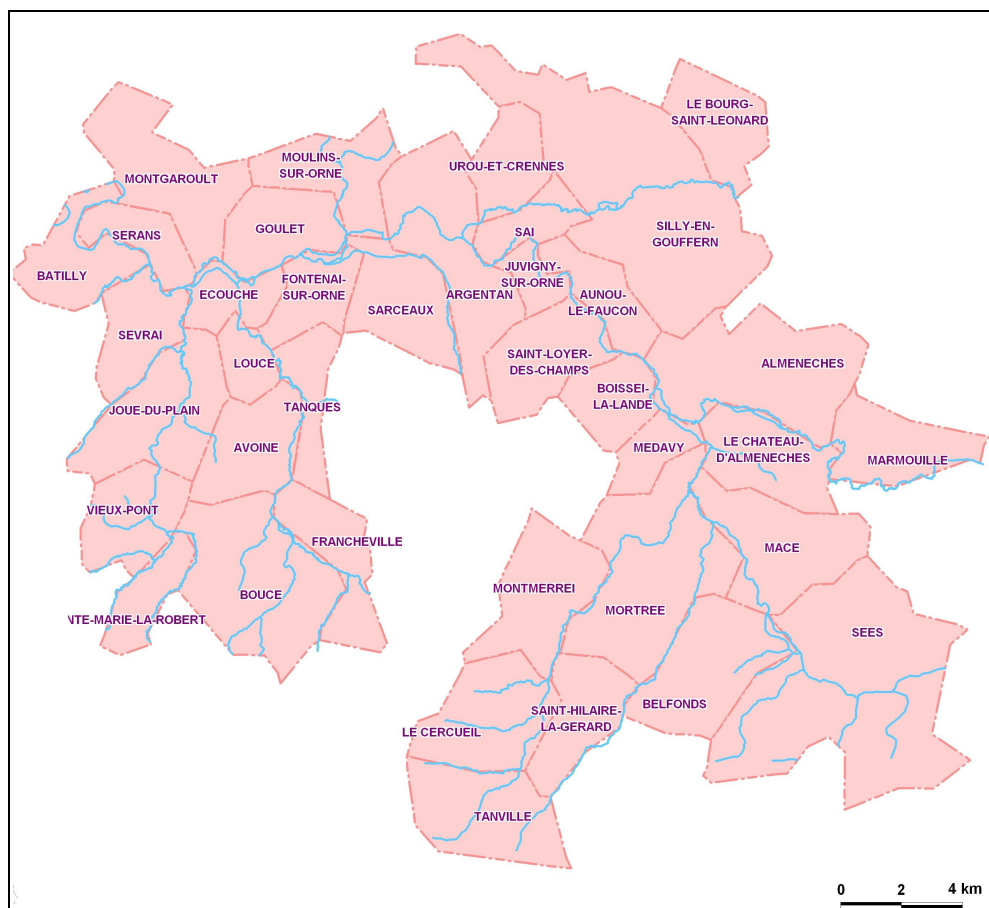 LE BOURG-
SAINT-LEONARD
MOULINS-
SUR-ORNE
UROU-ET-CRENNES
MONTGAROULT
GOULET
SERANS
SAI
SILLY-EN-
GOUFFERN
BATILLY
ECOUCHE
FONTENAI-
SUR-ORNE
JUVIGNY-
SUR-ORNE
ARGENTAN
AUNOU-
LE-FAUCON
SARCEAUX
SEVRAI
LOUCE
SAINT-LOYER-
DES-CHAMPS
ALMENECHES
BOISSEI-
LA-LANDE
JOUE-DU-PLAIN
TANQUES
AVOINE
MEDAVY
LE CHATEAU-
D'ALMENECHES
MARMOUILLE
VIEUX-PONT
FRANCHEVILLE
MACE
BOUCE
MONTMERREI
MORTREE
NTE-MARIE-LA-ROBERT
SEES
BELFONDS
SAINT-HILAIRE-
LA-GERARD
LE CERCUEIL
TANVILLE
0 2 4 km